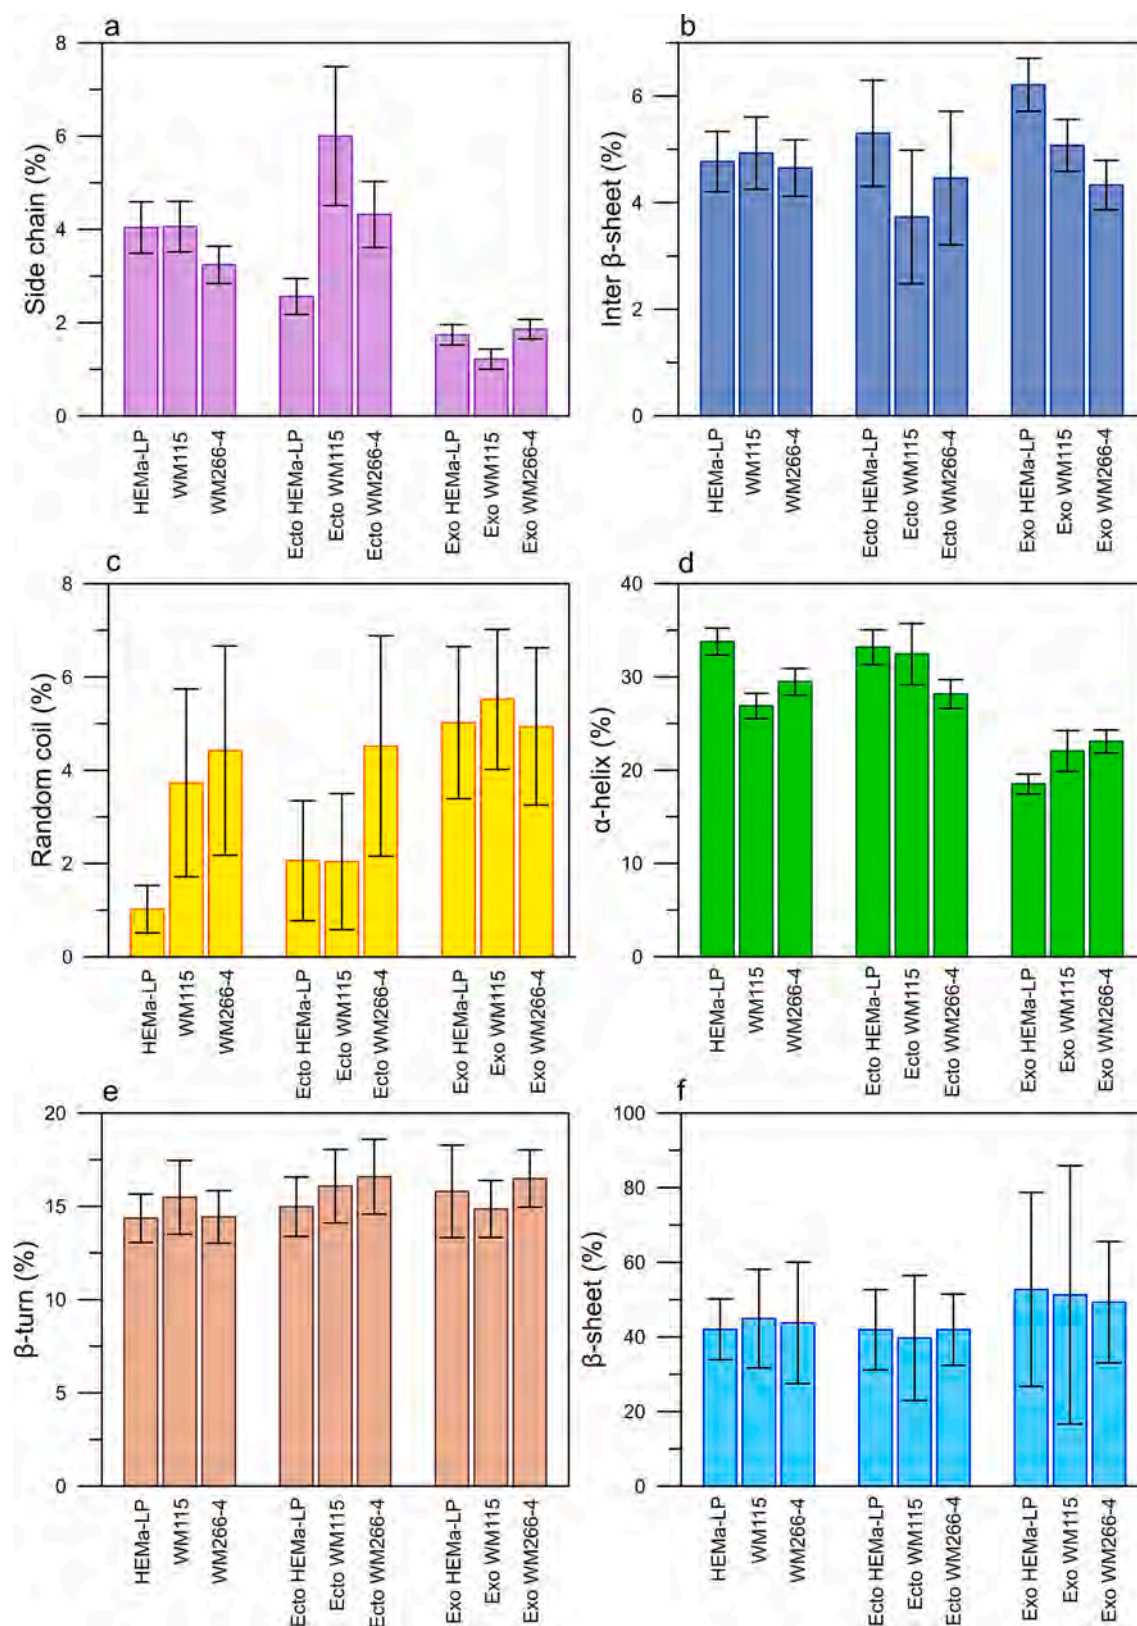 a
8
6
4
2
0
Side chain (%)
HEMa-LP
WM115
WM266-4
Ecto HEMa-LP
Ecto WM115
Ecto WM266-4
Exo HEMa-LP
Exo WM115
Exo WM266-4
b
6
4
2
0
Inter β-sheet (%)
HEMa-LP
WM115
WM266-4
Ecto HEMa-LP
Ecto WM115
Ecto WM266-4
Exo HEMa-LP
Exo WM115
Exo WM266-4
c
8
6
4
2
0
Random coil (%)
HEMa-LP
WM115
WM266-4
Ecto HEMa-LP
Ecto WM115
Ecto WM266-4
Exo HEMa-LP
Exo WM115
Exo WM266-4
d
40
30
20
10
0
α-helix (%)
HEMa-LP
WM115
WM266-4
Ecto HEMa-LP
Ecto WM115
Ecto WM266-4
Exo HEMa-LP
Exo WM115
Exo WM266-4
e
20
15
10
5
0
β-turn (%)
HEMa-LP
WM115
WM266-4
Ecto HEMa-LP
Ecto WM115
Ecto WM266-4
Exo HEMa-LP
Exo WM115
Exo WM266-4
f
100
80
60
40
20
0
β-sheet (%)
HEMa-LP
WM115
WM266-4
Ecto HEMa-LP
Ecto WM115
Ecto WM266-4
Exo HEMa-LP
Exo WM115
Exo WM266-4